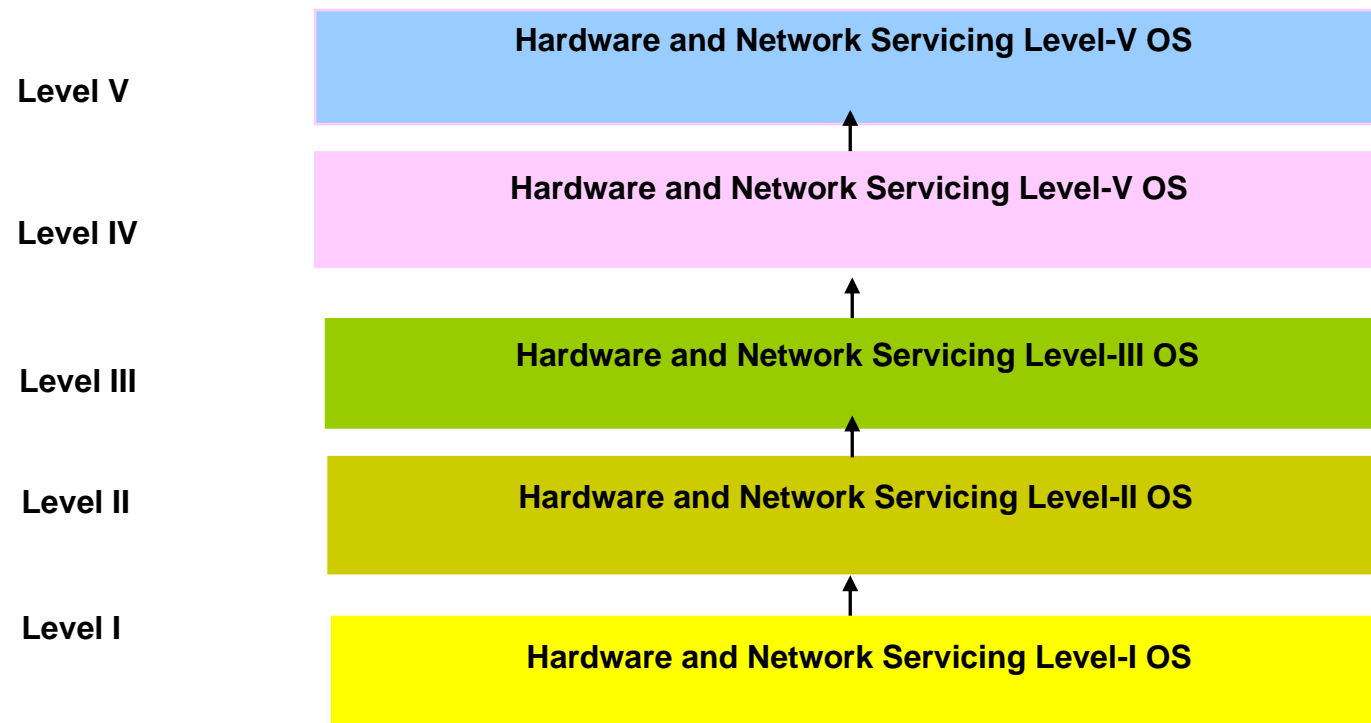 Hardware and Network Servicing Level-V OS
Level V
Hardware and Network Servicing Level-V OS
Level IV
Hardware and Network Servicing Level-III OS
Level III
Hardware and Network Servicing Level-II OS
Level II
Level I
Hardware and Network Servicing Level-I OS